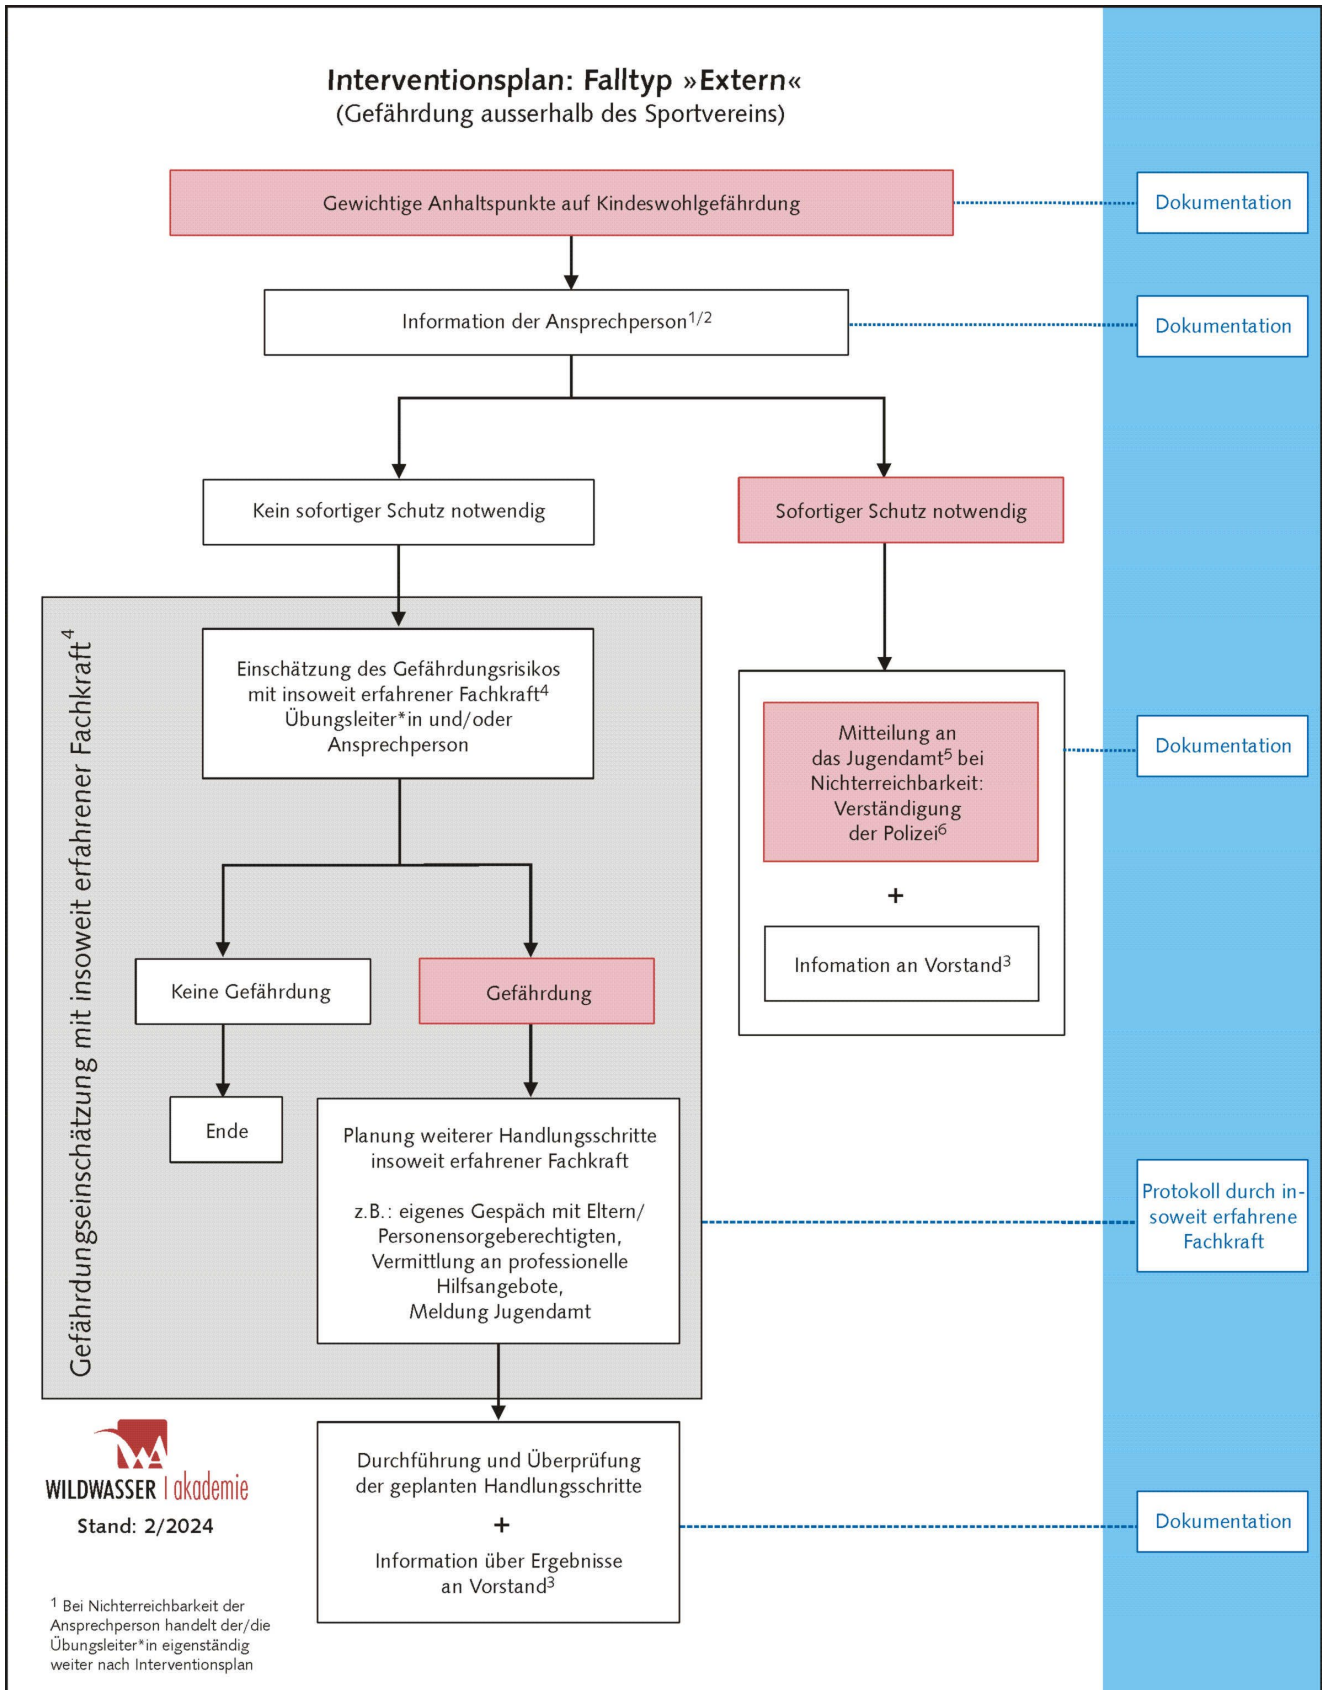 Interventionsplan: Falltyp »Extern«
(Gefährdung ausserhalb des Sportvereins)
Gewichtige Anhaltspunkte auf Kindeswohlgefährdung
Dokumentation
Information der Ansprechperson1/2
Dokumentation
Kein sofortiger Schutz notwendig
Sofortiger Schutz notwendig
Gefährdungseinschätzung mit insoweit erfahrener Fachkraft4
Einschätzung des Gefährdungsrisikos
mit insoweit erfahrener Fachkraft4
Übungsleiter*in und/oder
Ansprechperson
Mitteilung an
das Jugendamt5 bei
Nichterreichbarkeit:
Verständigung
der Polizei6
+
Infomation an Vorstand3
Dokumentation
Keine Gefährdung
Gefährdung
Ende
Planung weiterer Handlungsschritte
insoweit erfahrener Fachkraft
z.B.: eigenes Gespäch mit Eltern/
Personensorgeberechtigten,
Vermittlung an professionelle
Hilfsangebote,
Meldung Jugendamt
Protokoll durch in-
soweit erfahrene
Fachkraft
Durchführung und Überprüfung
der geplanten Handlungsschritte
+
Information über Ergebnisse
an Vorstand3
Dokumentation
WA
WILDWASSER | akademie
Stand: 2/2024
1 Bei Nichterreichbarkeit der
Ansprechperson handelt der/die
Übungsleiter*in eigenständig
weiter nach Interventionsplan